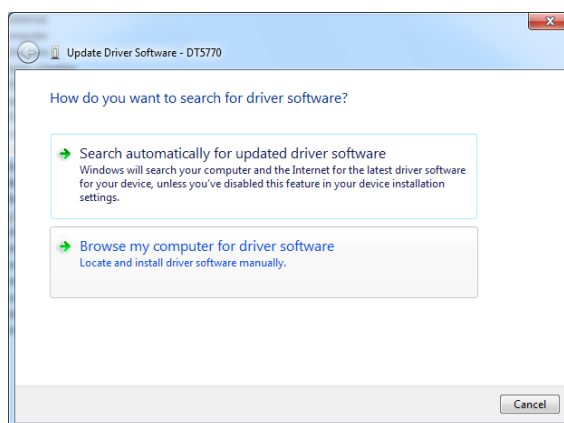 Update Driver Software - DT5770
How do you want to search for driver software?
Search automatically for updated driver software
Windows will search your computer and the Internet for the latest driver software
for your device, unless you've disabled this feature in your device installation
settings.
Browse my computer for driver software
Locate and install driver software manually.
Cancel